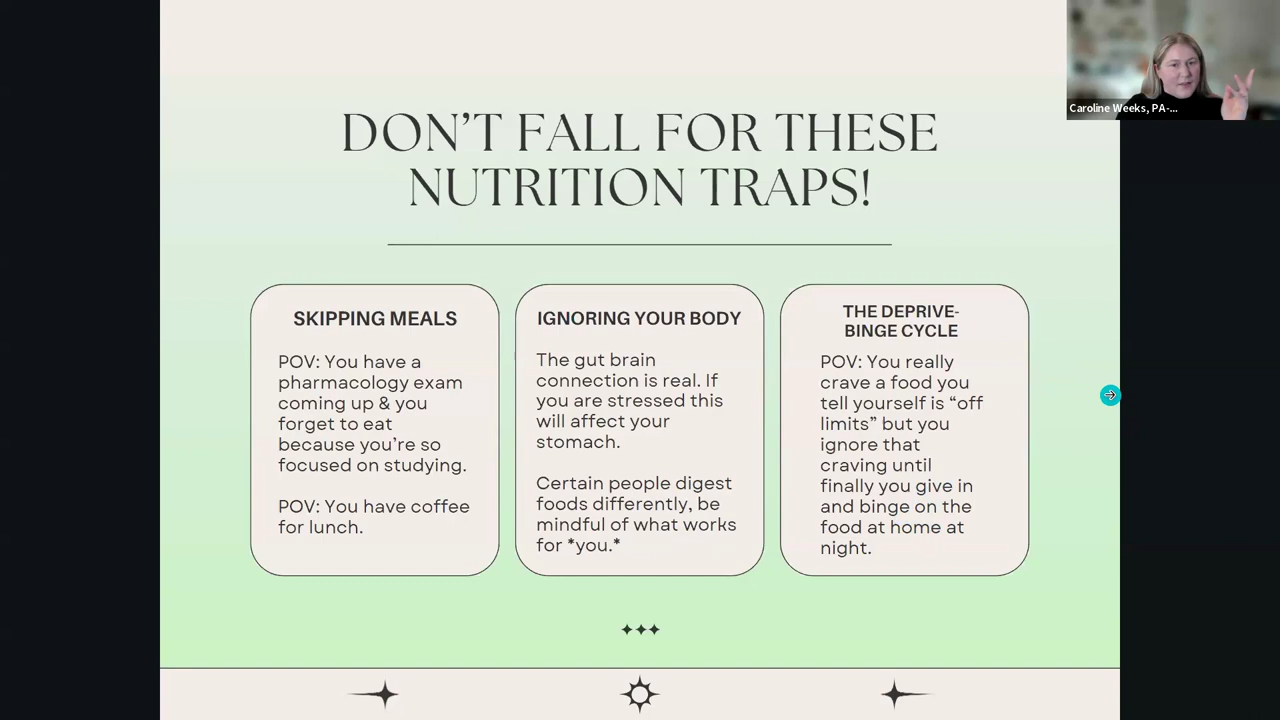 Caroline Weeks, PA-...
DON'T FALL FOR THESE
NUTRITION TRAPS!
SKIPPING MEALS
POV: You have a
pharmacology exam
coming up & you
forget to eat
because you're so
focused on studying.
POV: You have coffee
for lunch.
IGNORING YOUR BODY
The gut brain
connection is real. If
you are stressed this
will affect your
stomach.
Certain people digest
foods differently, be
mindful of what works
for *you.*
THE DEPRIVE-
BINGE CYCLE
POV: You really
crave a food you
tell yourself is “off
limits” but you
ignore that
craving until
finally you give in
and binge on the
food at home at
night.